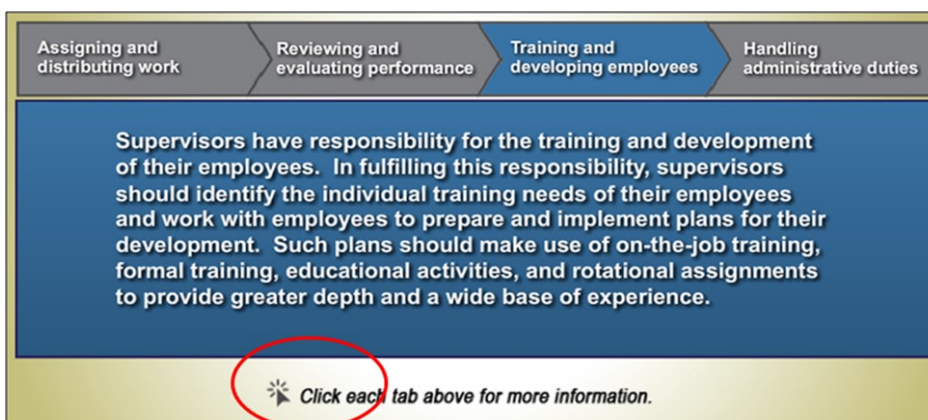 Assigning and
distributing work
Reviewing and
evaluating performance
Training and
developing employees
Handling
administrative duties
Supervisors have responsibility for the training and development
of their employees.  In fulfilling this responsibility, supervisors
should identify the individual training needs of their employees
and work with employees to prepare and implement plans for their
development.  Such plans should make use of on-the-job training,
formal training, educational activities, and rotational assignments
to provide greater depth and a wide base of experience.
Click each tab above for more information.